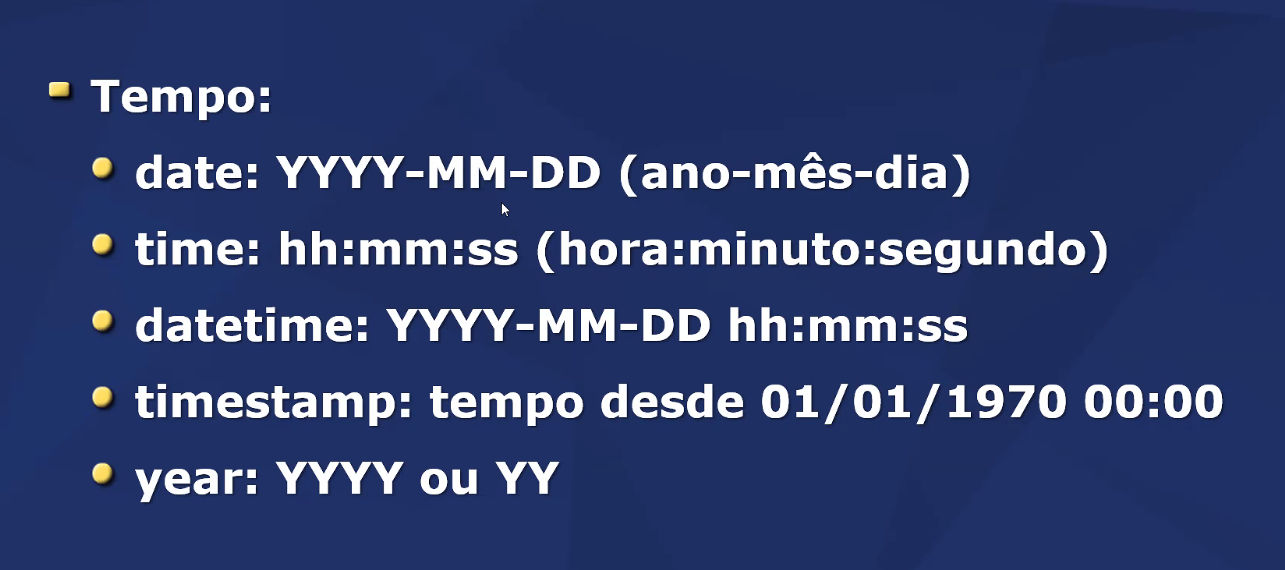 Tempo:
date: YYYY-MM-DD (ano-mês-dia)
time: hh:mm:ss (hora:minuto:segundo)
datetime: YYYY-MM-DD hh:mm:ss
timestamp: tempo desde 01/01/1970 00:00
year: YYYY ou YY